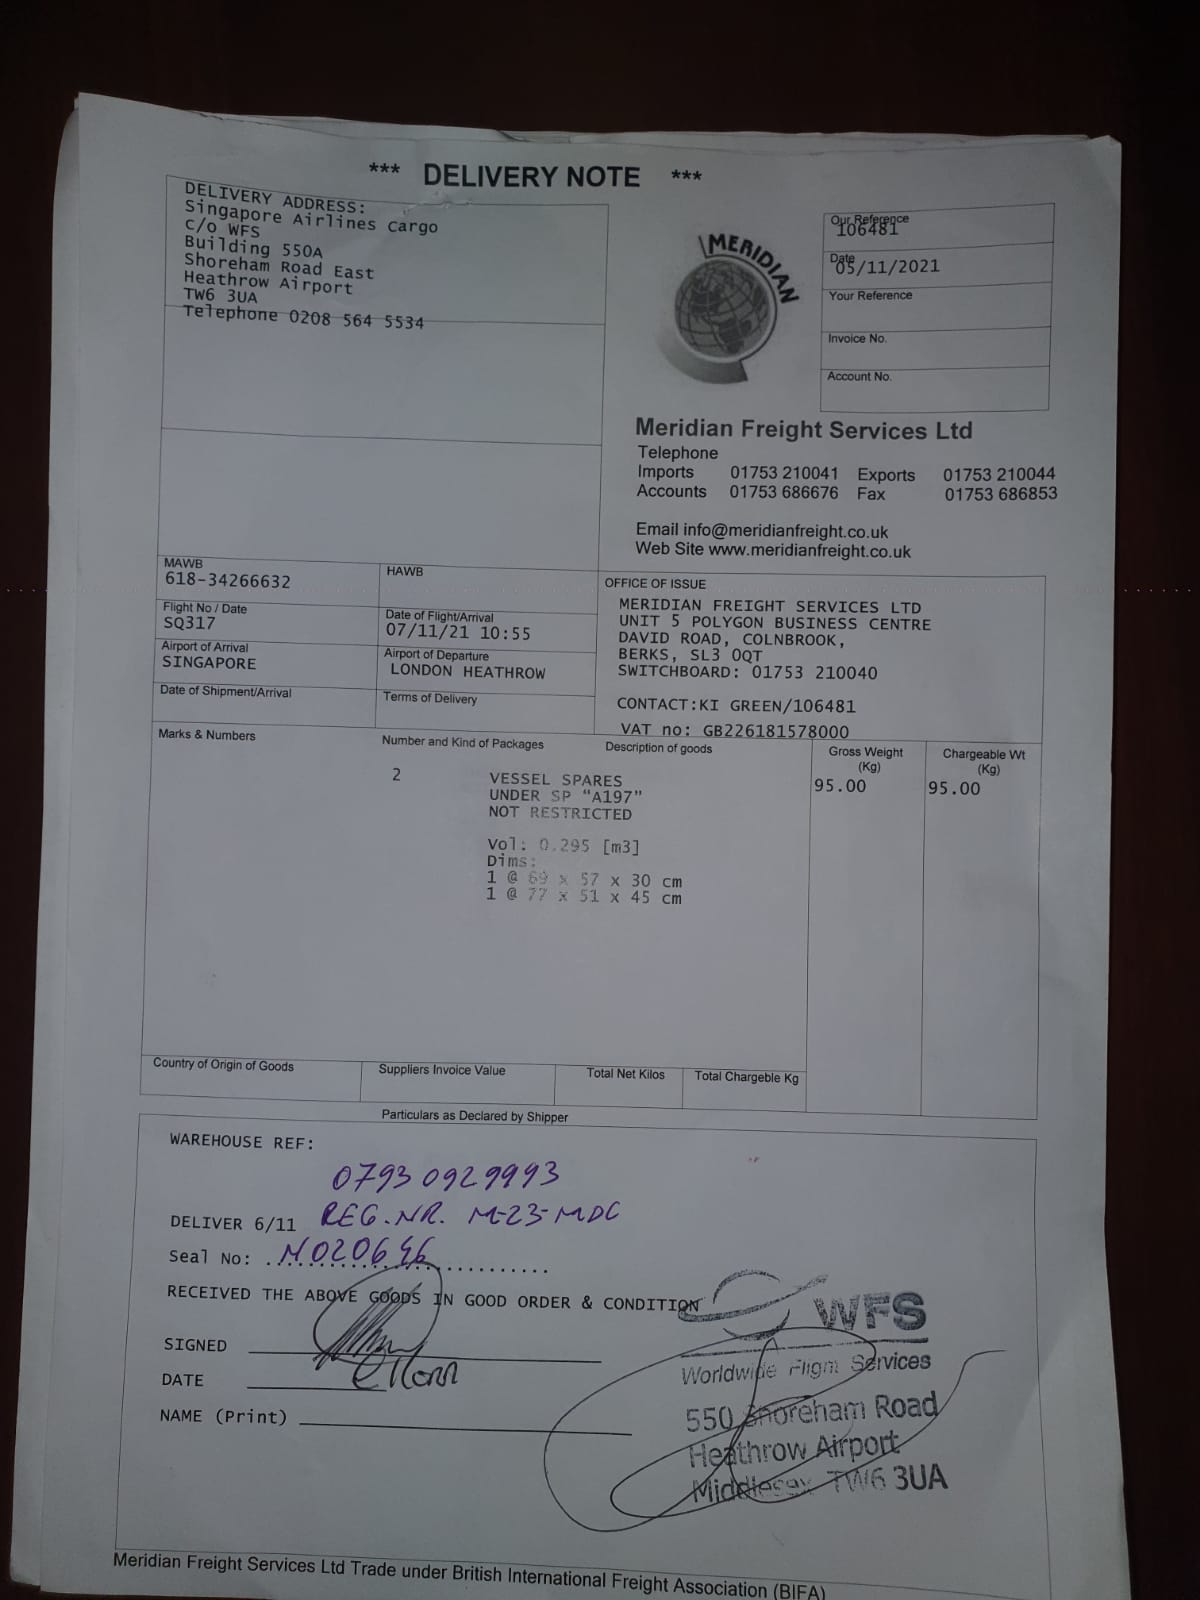 *** DELIVERY NOTE ***
DELIVERY ADDRESS:
Singapore Airlines Cargo
c/o WFS
Building 550A
Shoreham Road East
Heathrow Airport
TW6 3UA
Telephone 0208 564 5534
MERIDIAN
Our Reference
106481
Date
05/11/2021
Your Reference
Invoice No.
Account No.
Meridian Freight Services Ltd
Telephone
Imports 01753 210041 Exports 01753 210044
Accounts 01753 686676 Fax 01753 686853
Email info@meridianfreight.co.uk
Web Site www.meridianfreight.co.uk
MAWB
618-34266632
HAWB
Flight No / Date
SQ317
Date of Flight/Arrival
07/11/21 10:55
Airport of Arrival
SINGAPORE
Airport of Departure
LONDON HEATHROW
Date of Shipment/Arrival
Terms of Delivery
OFFICE OF ISSUE
MERIDIAN FREIGHT SERVICES LTD
UNIT 5 POLYGON BUSINESS CENTRE
DAVID ROAD, COLNBROOK,
BERKS, SL3 0QT
SWITCHBOARD: 01753 210040
CONTACT:KI GREEN/106481
VAT no: GB226181578000
Marks & Numbers
Number and Kind of Packages
Description of goods
Gross Weight
(Kg)
Chargeable Wt
(Kg)
2
VESSEL SPARES
UNDER SP "A197"
NOT RESTRICTED
95.00
95.00
Vol: 0.295 [m3]
Dims:
1 @ 69 x 57 x 30 cm
1 @ 77 x 51 x 45 cm
Country of Origin of Goods
Suppliers Invoice Value
Total Net Kilos
Total Chargeble Kg
Particulars as Declared by Shipper
WAREHOUSE REF:
07930929993
DELIVER 6/11 REG.NR. M-23-MDC
Seal No: N020646
RECEIVED THE ABOVE GOODS IN GOOD ORDER & CONDITION
SIGNED
DATE
NAME (Print)
WFS
Worldwide Flight Services
550 Shoreham Road
Heathrow Airport
Middlesex TW6 3UA
Meridian Freight Services Ltd Trade under British International Freight Association (BIFA)